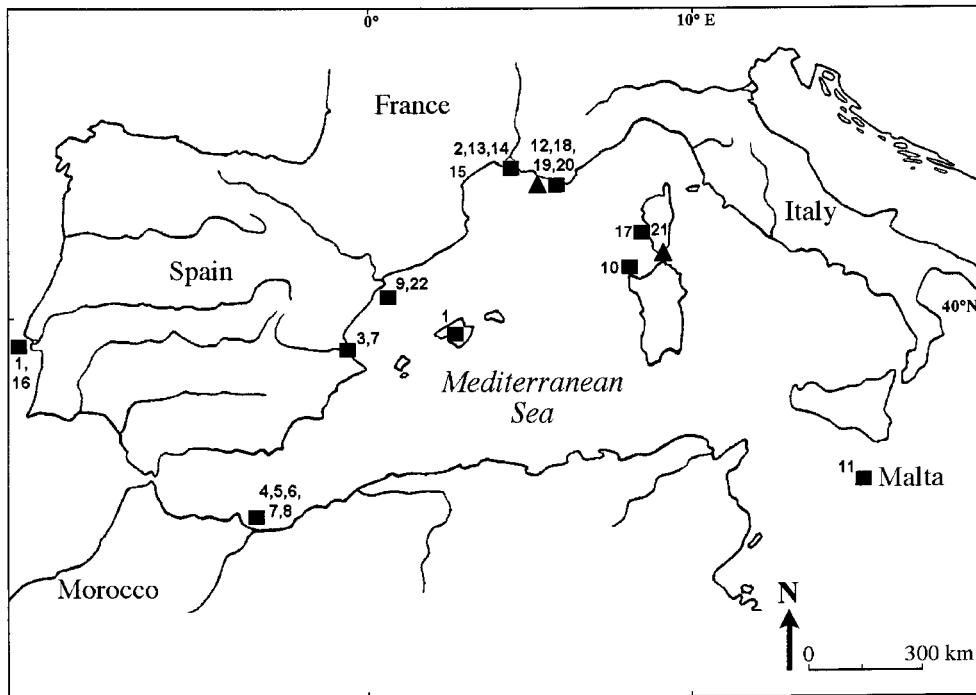 0°
10° E
France
2,13,14
12,18,
15
19,20
Italy
17
21
Spain
10
9,22
40°N
1
3,7
1,
16
Mediterranean
Sea
11
Malta
4,5,6,
7,8
Morocco
N
0
300 km